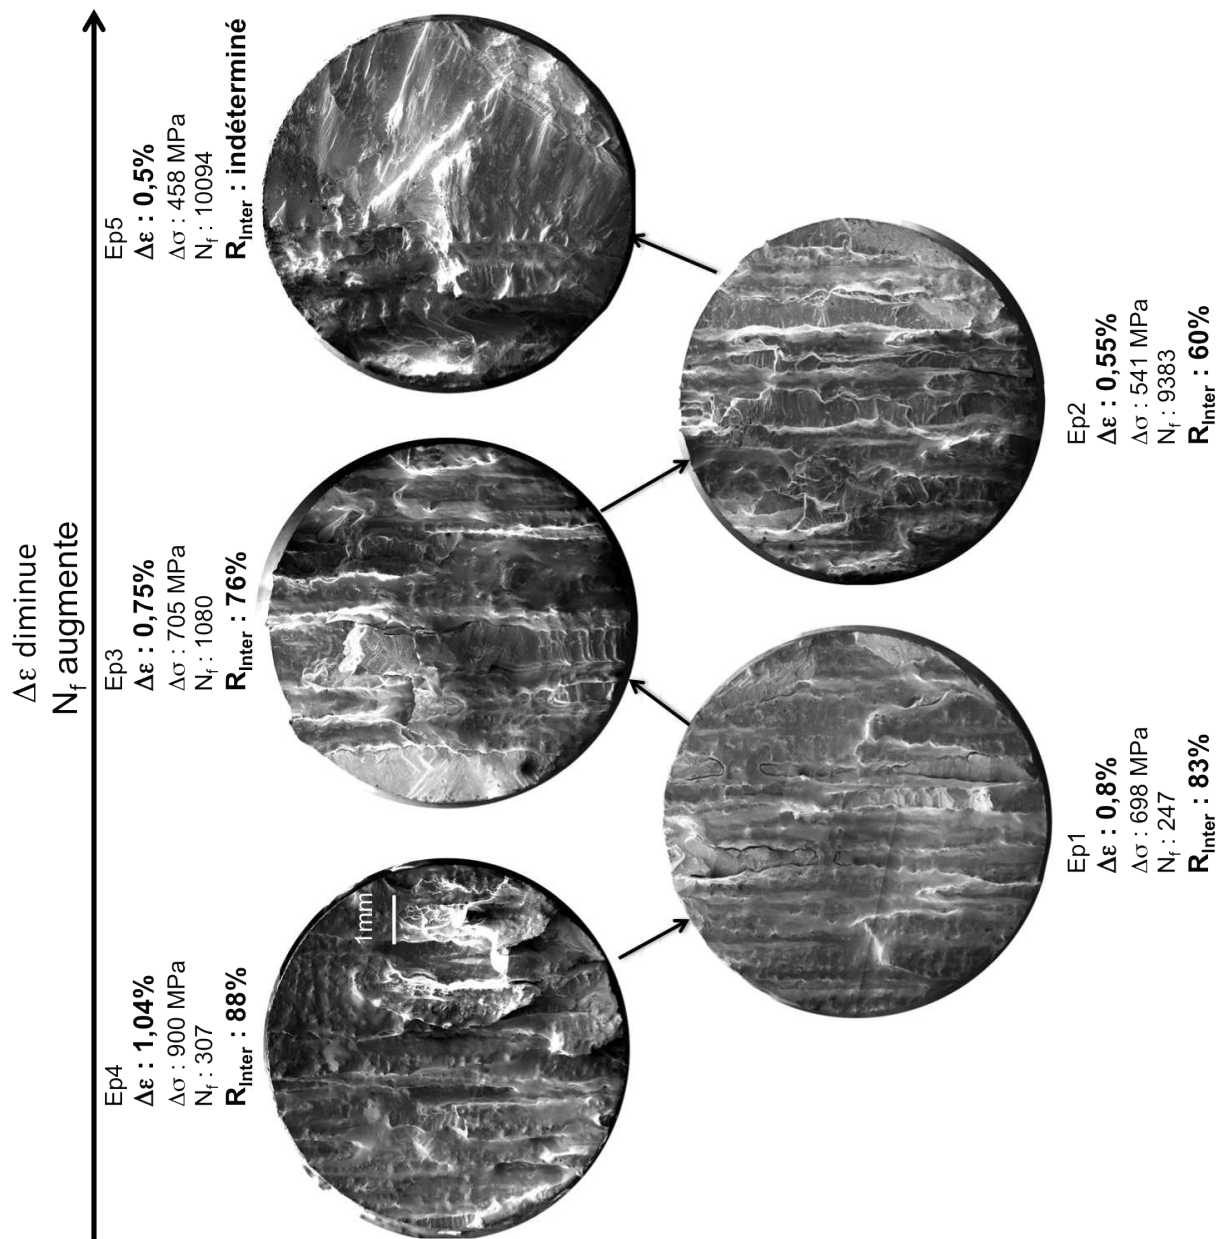 Δε diminue
N_f augmente
Ep4
Δε : 1,04%
Δσ : 900 MPa
N_f : 307
R_Inter : 88%
1mm
Ep1
Δε : 0,8%
Δσ : 698 MPa
N_f : 247
R_Inter : 83%
Ep3
Δε : 0,75%
Δσ : 705 MPa
N_f : 1080
R_Inter : 76%
Ep2
Δε : 0,55%
Δσ : 541 MPa
N_f : 9383
R_Inter : 60%
Ep5
Δε : 0,5%
Δσ : 458 MPa
N_f : 10094
R_Inter : indéterminé